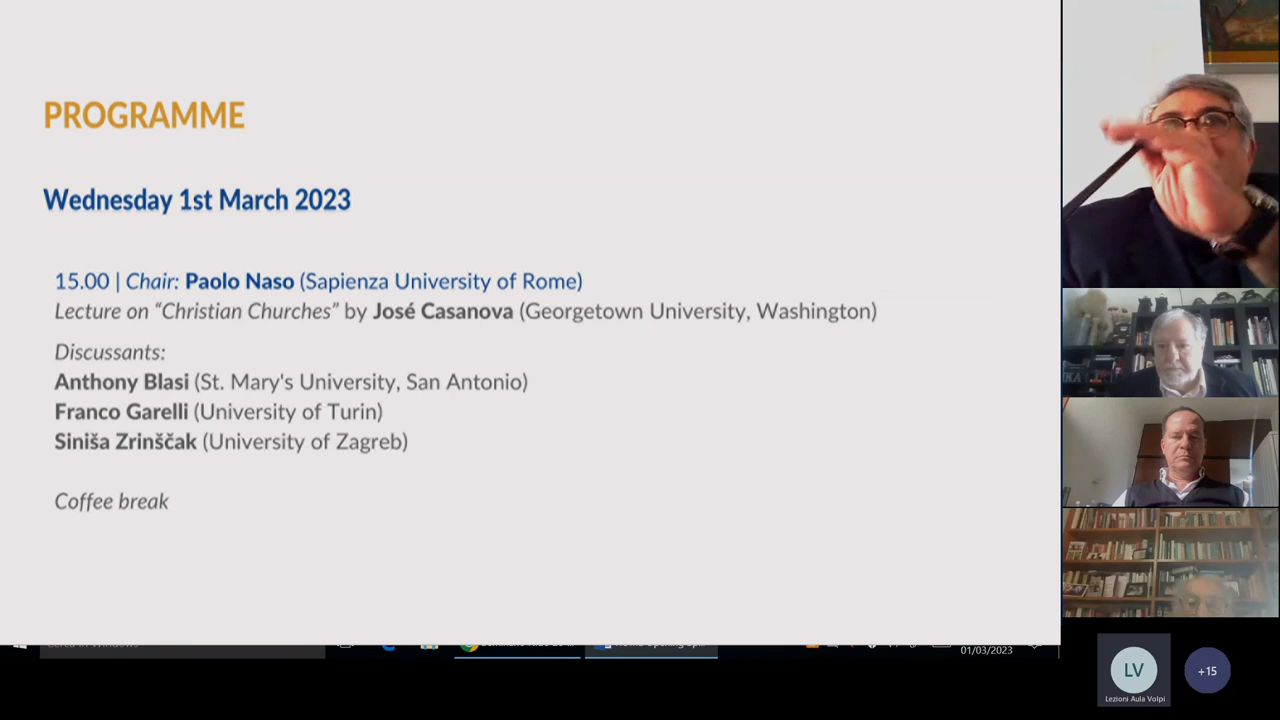 PROGRAMME
Wednesday 1st March 2023
15.00 | Chair: Paolo Naso (Sapienza University of Rome)
Lecture on “Christian Churches” by José Casanova (Georgetown University, Washington)
Discussants:
Anthony Blasi (St. Mary's University, San Antonio)
Franco Garelli (University of Turin)
Siniša Zrinščak (University of Zagreb)
Coffee break
01/03/2023
LV
Lezioni Aula Volpi
+15